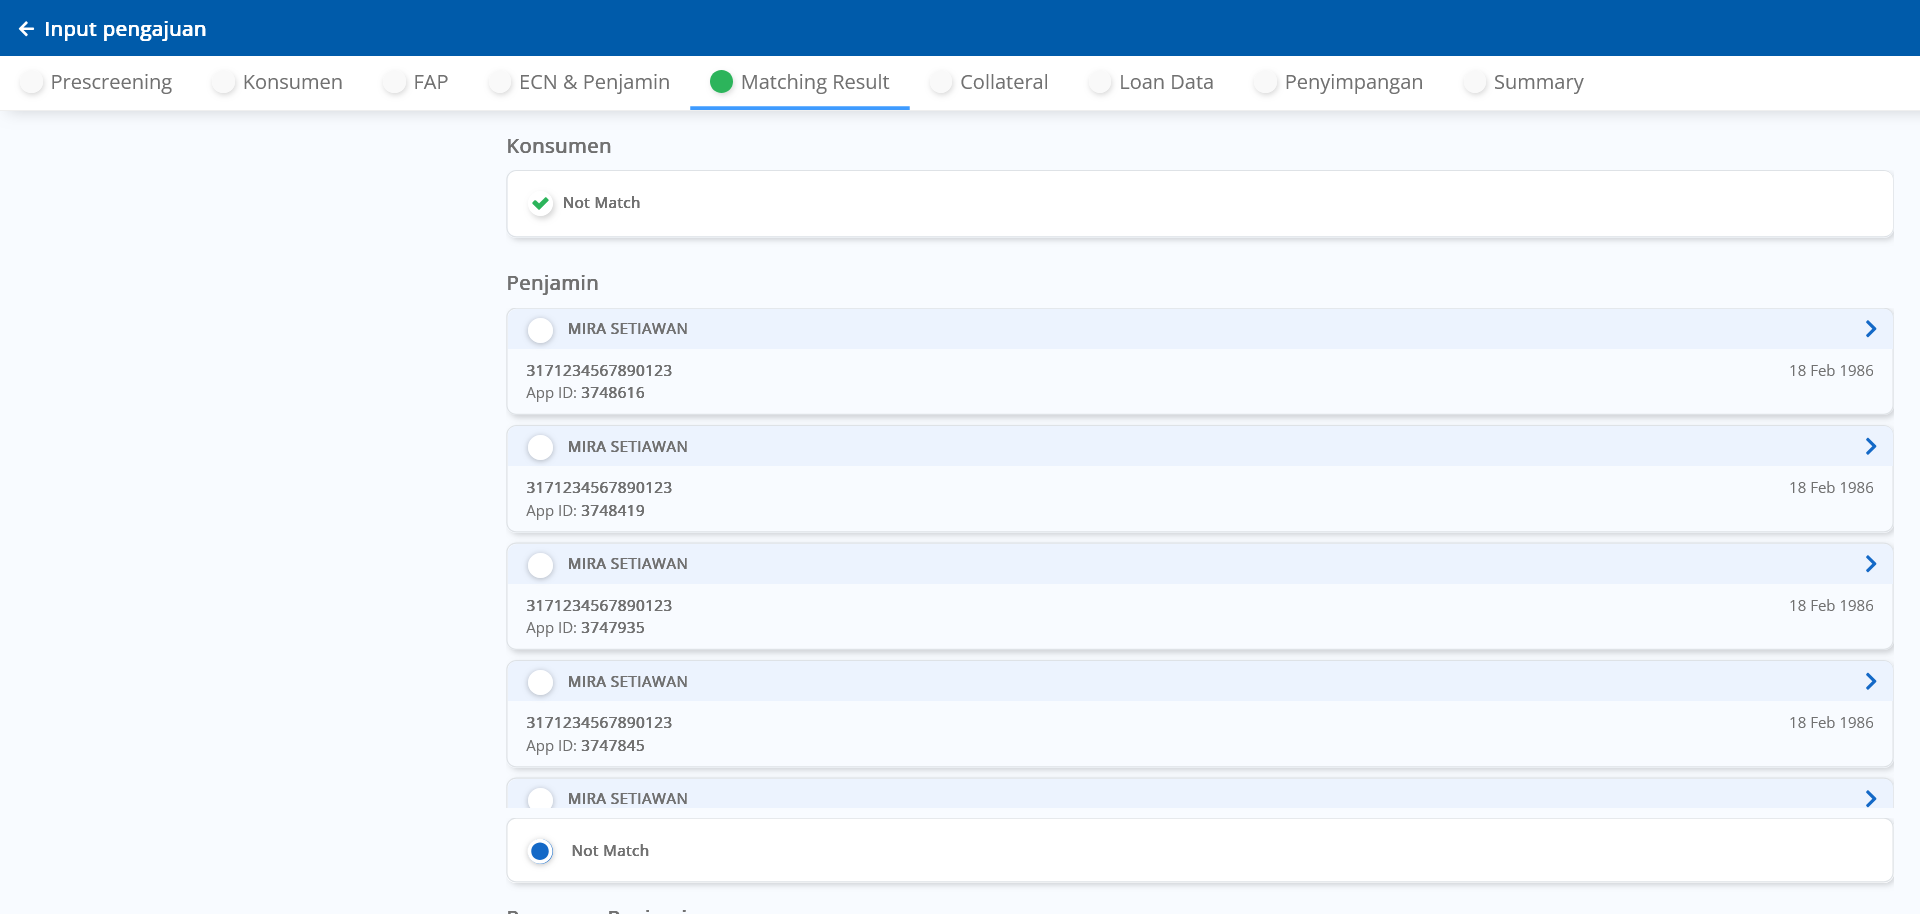 Input pengajuan
Prescreening Konsumen FAP ECN & Penjamin Matching Result Collateral Loan Data Penyimpangan Summary
Konsumen
Not Match
Penjamin
MIRA SETIAWAN
3171234567890123 18 Feb 1986
App ID: 3748616
MIRA SETIAWAN
3171234567890123 18 Feb 1986
App ID: 3748419
MIRA SETIAWAN
3171234567890123 18 Feb 1986
App ID: 3747935
MIRA SETIAWAN
3171234567890123 18 Feb 1986
App ID: 3747845
MIRA SETIAWAN
Not Match